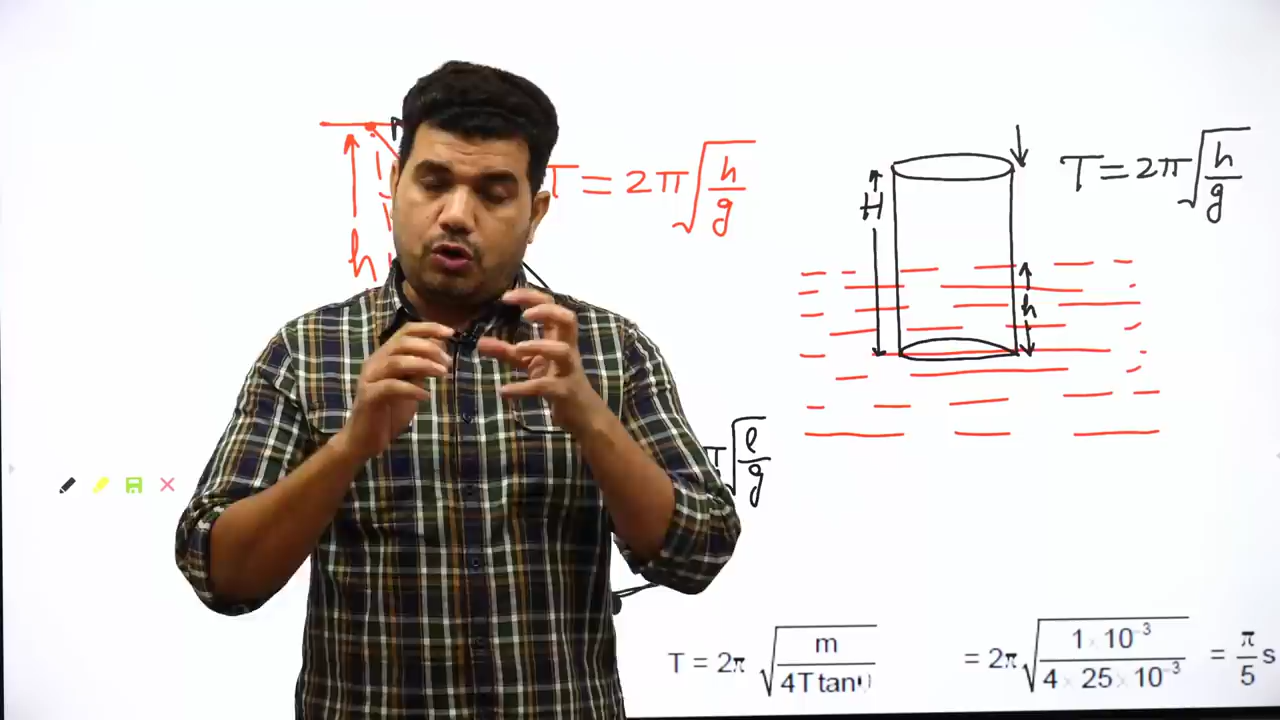 h
T = 2π√(h/g)
H
h
T = 2π√(h/g)
π√(ℓ/g)
T = 2π √(m/4T tanθ) = 2π√(1 × 10⁻³/4 × 25 × 10⁻³) = π/5 s